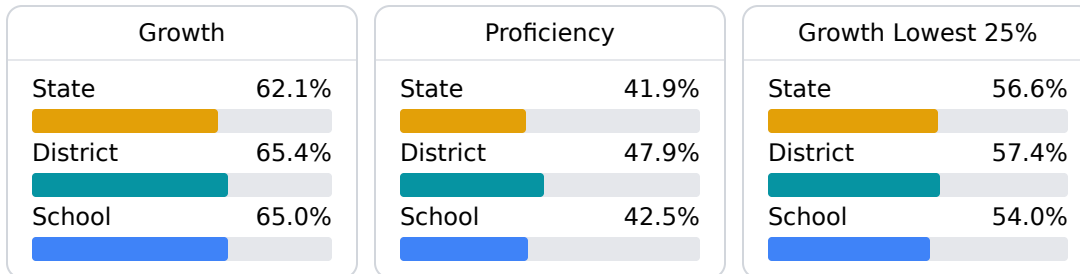 Growth
State 62.1%
District 65.4%
School 65.0%
Proficiency
State 41.9%
District 47.9%
School 42.5%
Growth Lowest 25%
State 56.6%
District 57.4%
School 54.0%